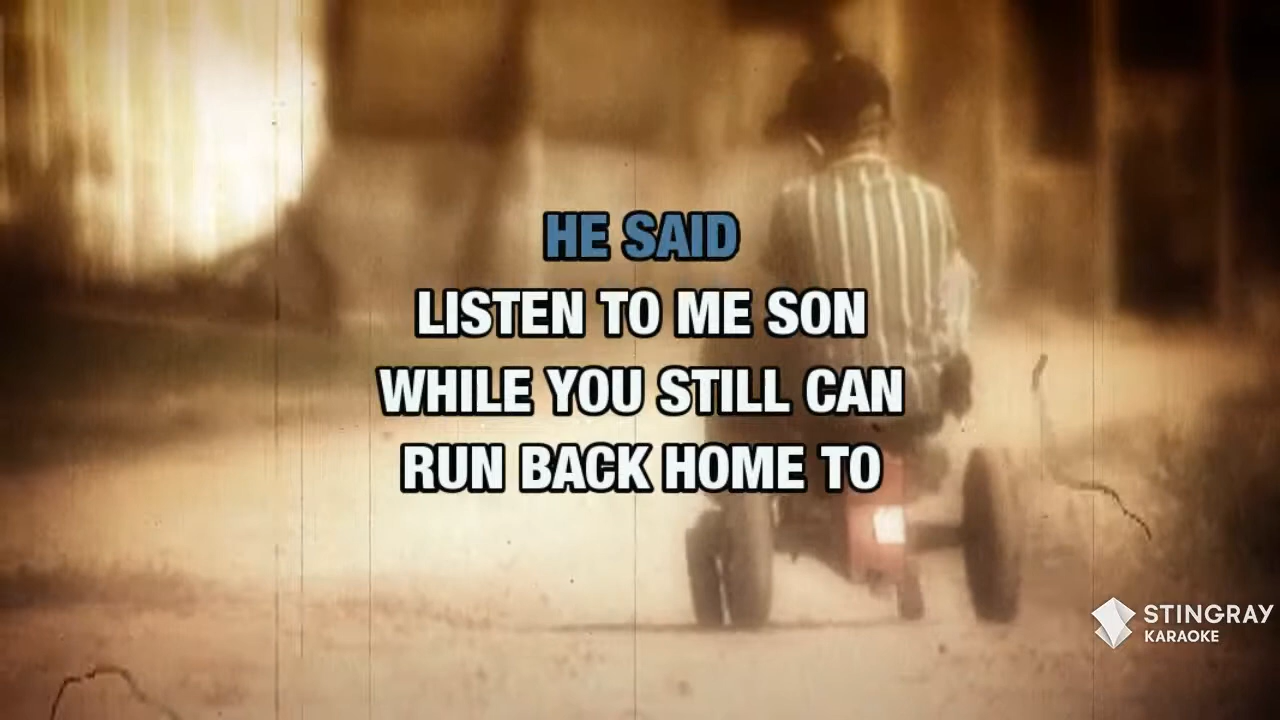 HE SAID
LISTEN TO ME SON
WHILE YOU STILL CAN
RUN BACK HOME TO
STINGRAY
KARAOKE